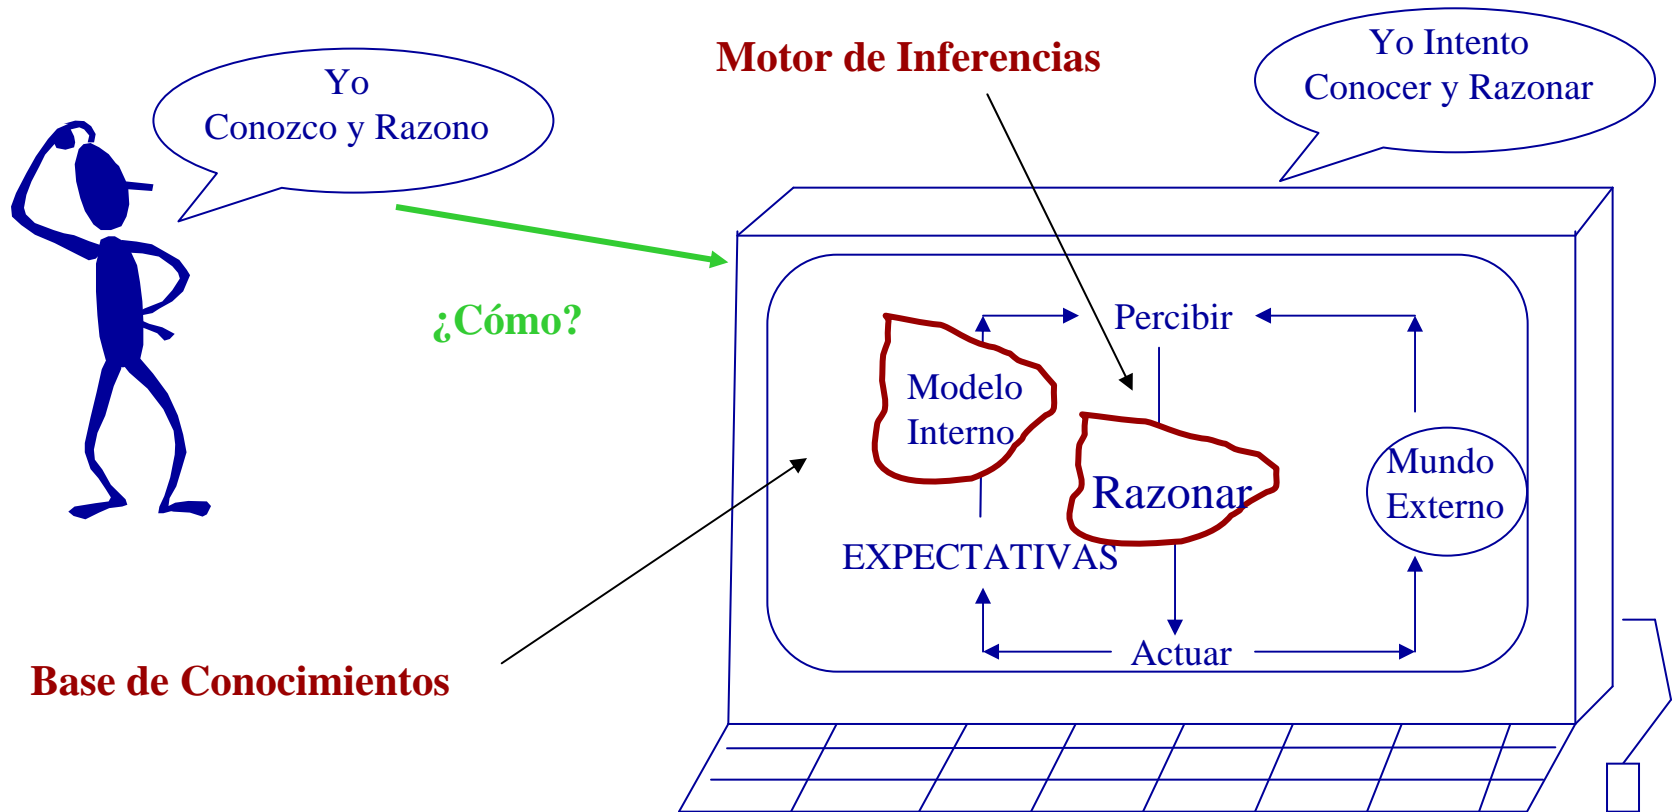 Yo
Conozco y Razono
Motor de Inferencias
Yo Intento
Conocer y Razonar
¿Cómo?
Percibir
Modelo
Interno
Razonar
Mundo
Externo
EXPECTATIVAS
Actuar
Base de Conocimientos